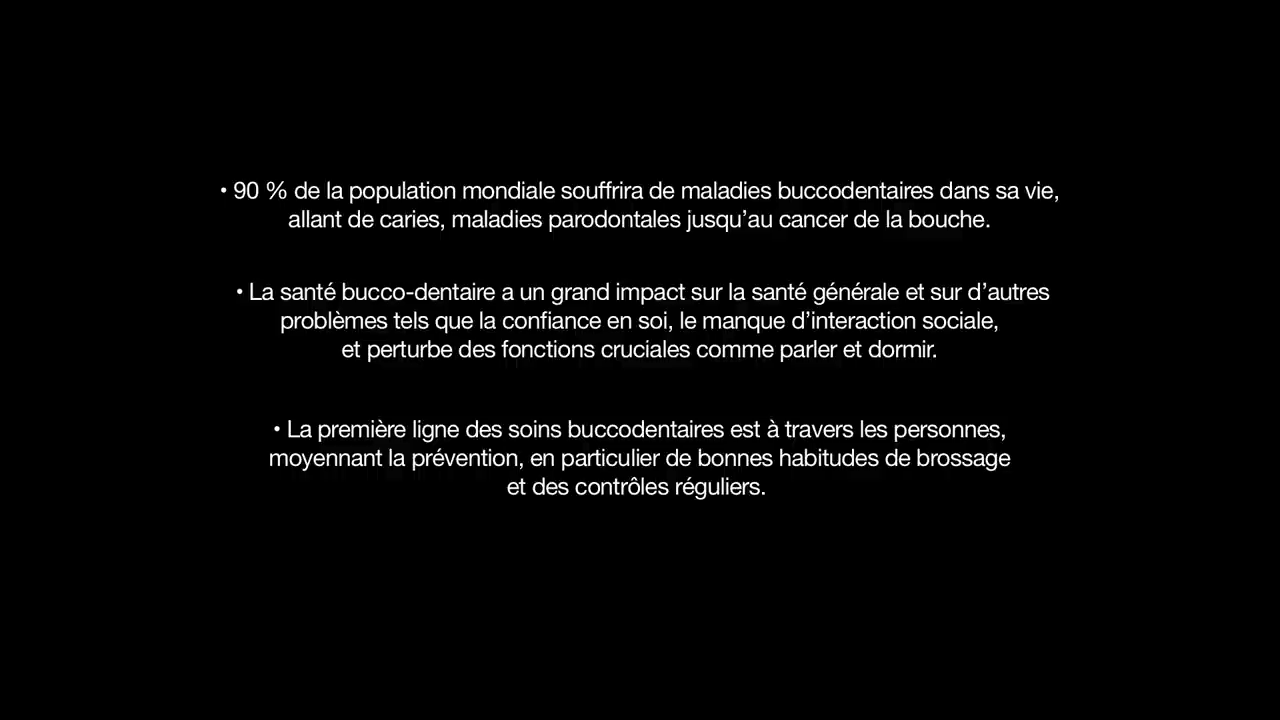 • 90 % de la population mondiale souffrira de maladies buccodentaires dans sa vie,
allant de caries, maladies parodontales jusqu’au cancer de la bouche.
• La santé bucco-dentaire a un grand impact sur la santé générale et sur d’autres
problèmes tels que la confiance en soi, le manque d’interaction sociale,
et perturbe des fonctions cruciales comme parler et dormir.
• La première ligne des soins buccodentaires est à travers les personnes,
moyennant la prévention, en particulier de bonnes habitudes de brossage
et des contrôles réguliers.